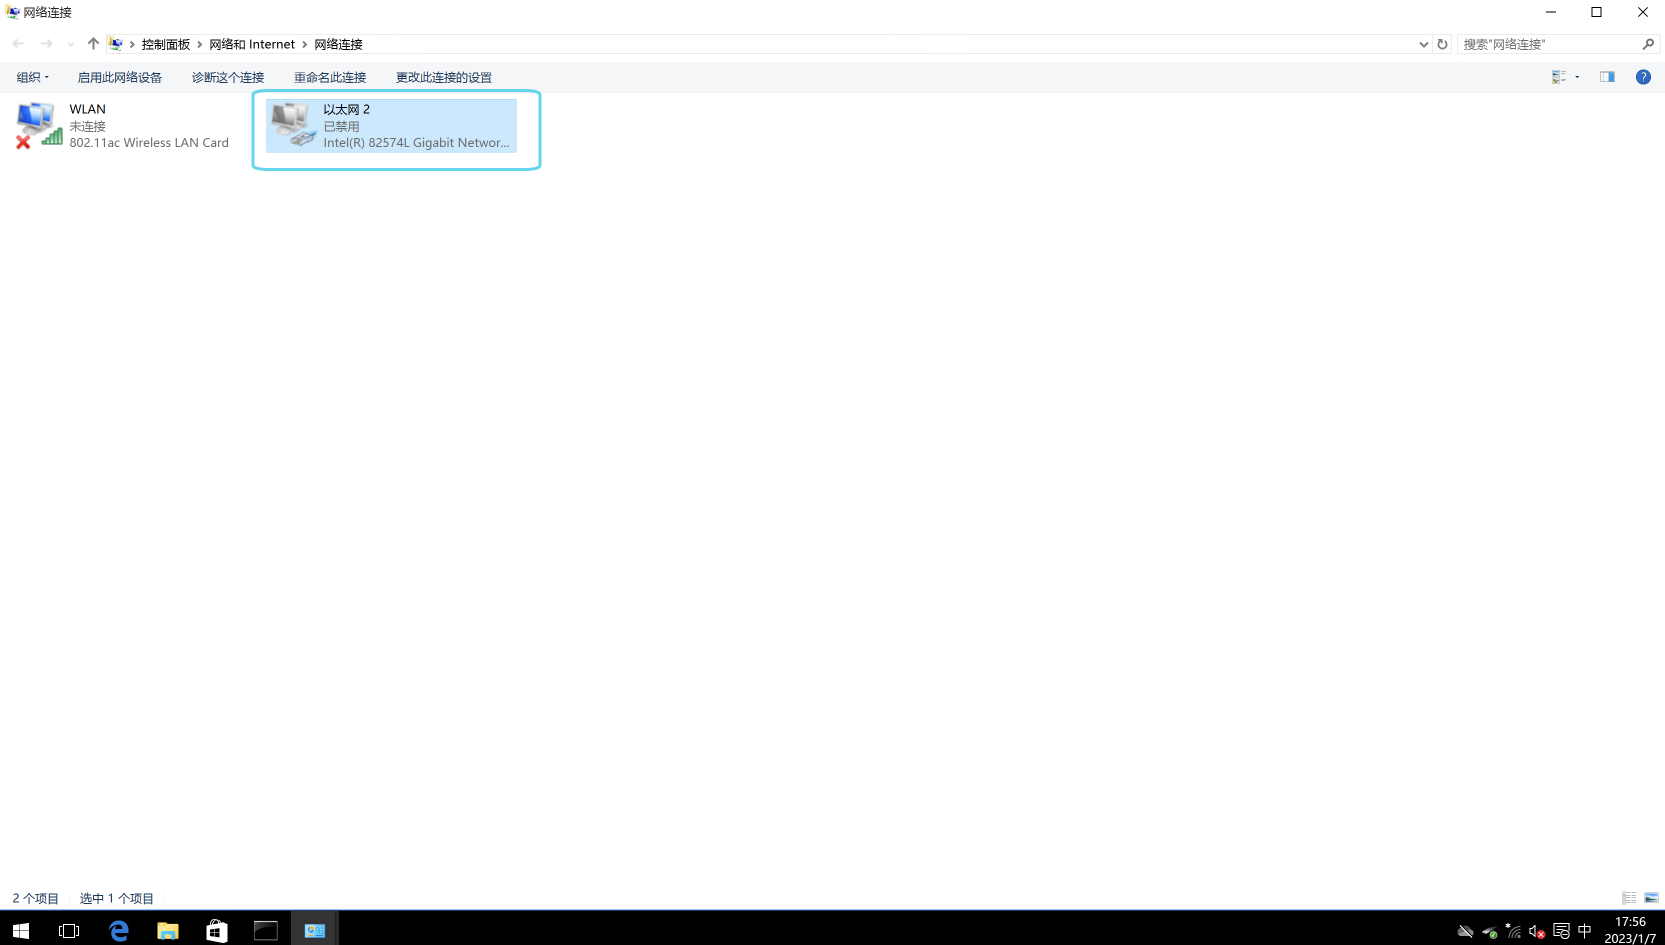 网络连接
控制面板 > 网络和 Internet > 网络连接
搜索"网络连接"
组织 启用此网络设备 诊断这个连接 重命名此连接 更改此连接的设置
WLAN
未连接
802.11ac Wireless LAN Card
以太网 2
已禁用
Intel(R) 82574L Gigabit Networ...
2 个项目 选中 1 个项目
中
17:56
2023/1/7